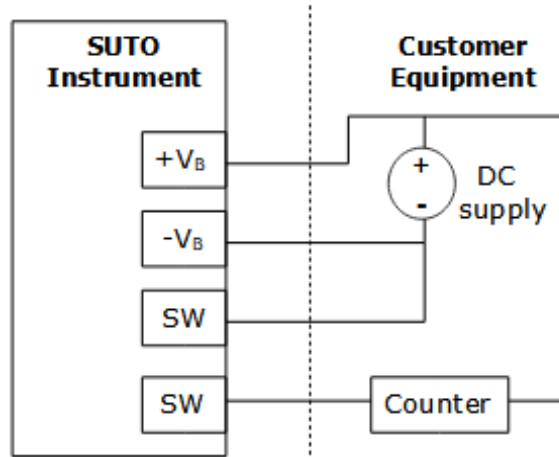 SUTO
Instrument
Customer
Equipment
+VB
+
DC
supply
-
-VB
SW
SW
Counter